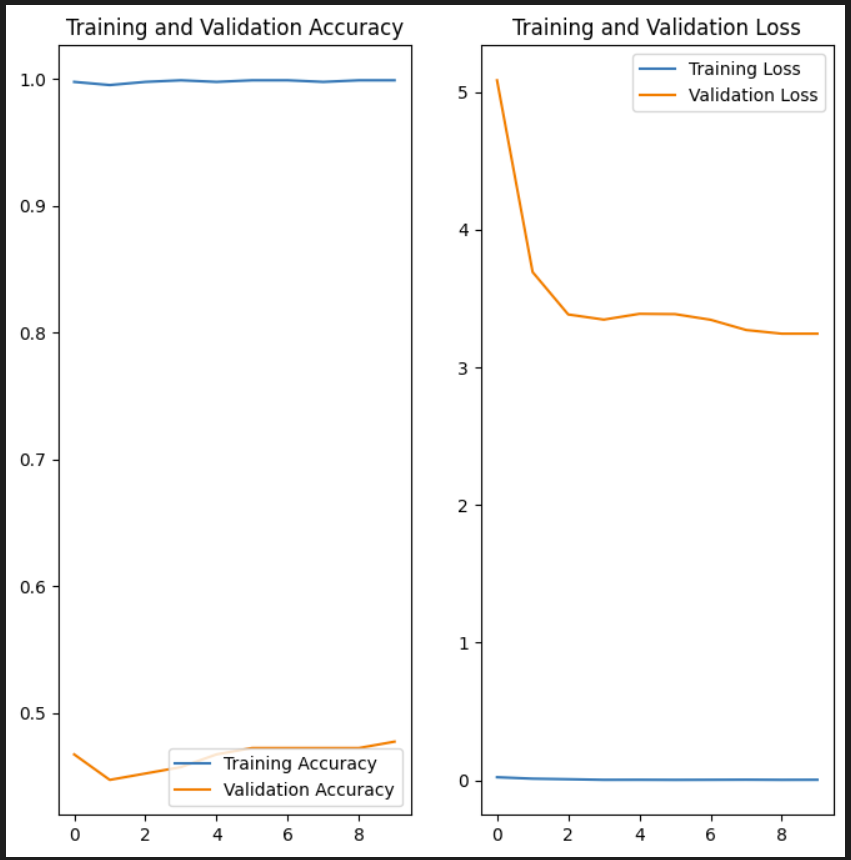 Training and Validation Accuracy
1.0
0.9
0.8
0.7
0.6
0.5
Training Accuracy
Validation Accuracy
0 2 4 6 8
Training and Validation Loss
Training Loss
Validation Loss
5
4
3
2
1
0
0 2 4 6 8